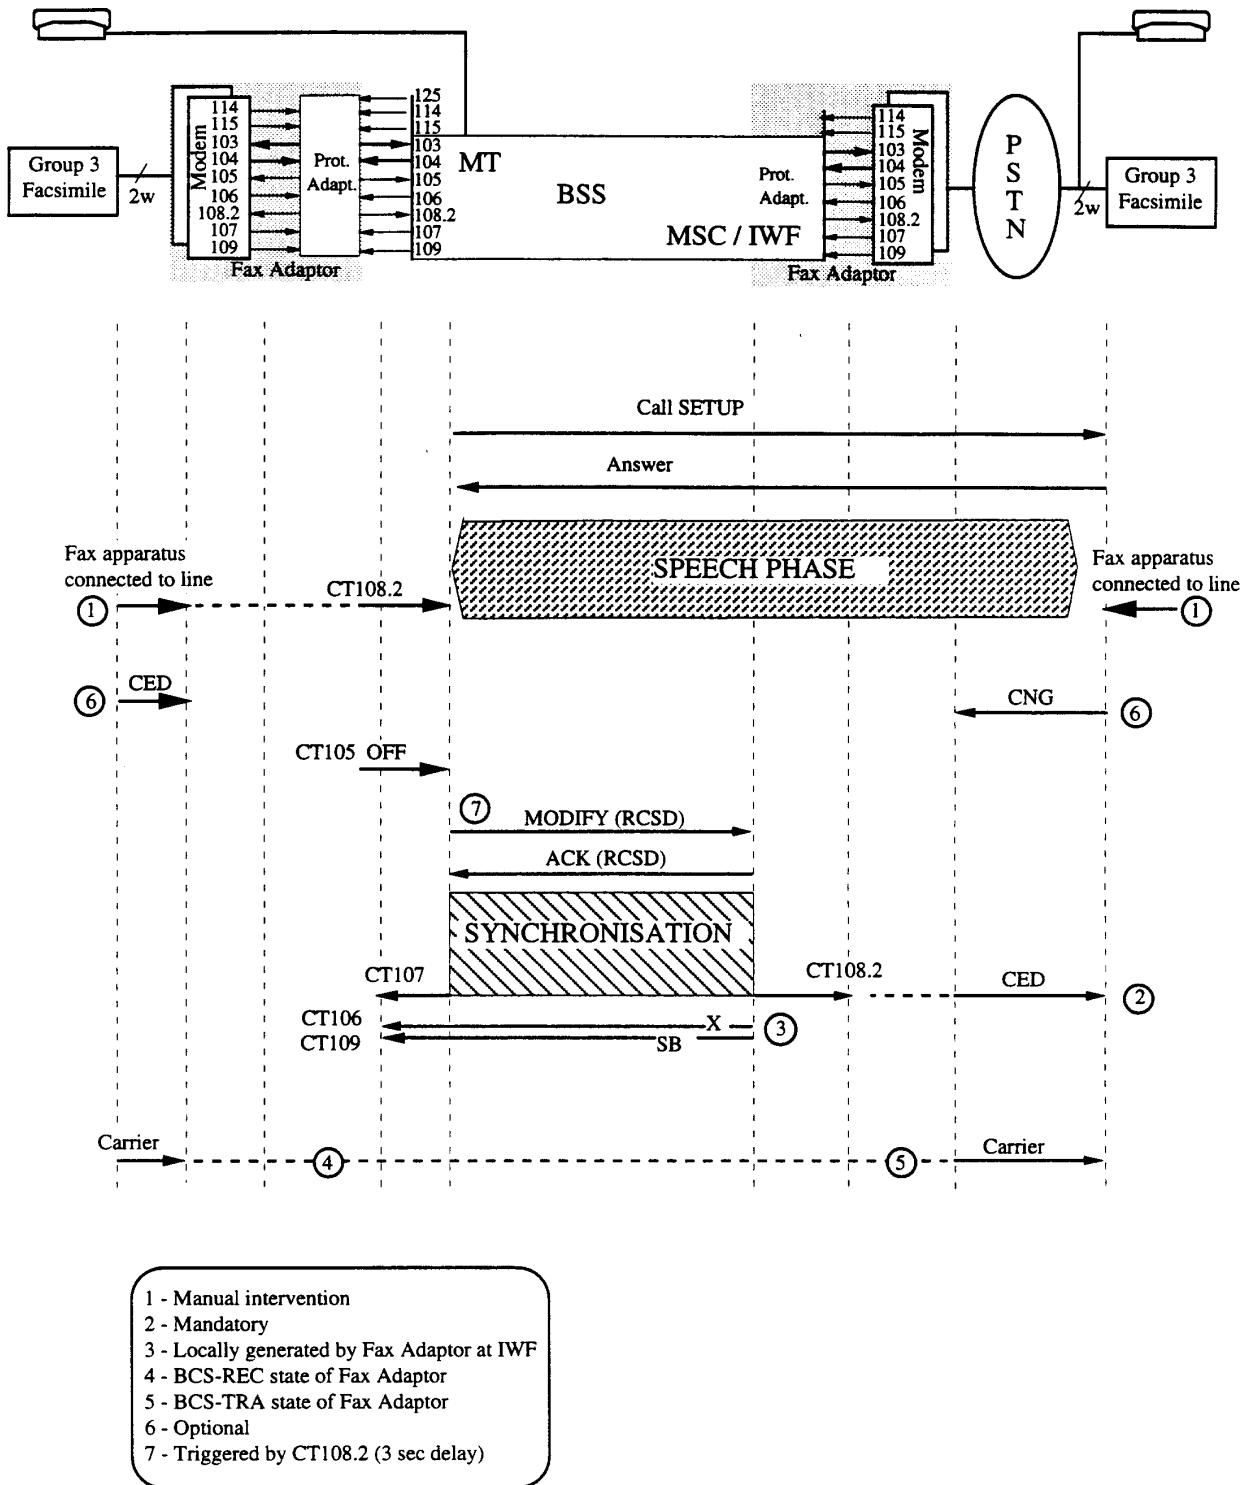 125
114
114
114
115
115
115
103
103
103
104
104
104
105
105
105
106
106
106
108.2
108.2
108.2
107
107
107
109
109
109
Modem
Prot.
Adapt.
MT
BSS
MSC / IWF
Prot.
Adapt.
Modem
P
S
T
N
Group 3
Facsimile
2w
2w
Group 3
Facsimile
Fax Adaptor
Fax Adaptor
Call SETUP
Answer
SPEECH PHASE
Fax apparatus
connected to line
1
CT108.2
Fax apparatus
connected to line
1
6
CED
CNG
6
CT105 OFF
7
MODIFY (RCSD)
ACK (RCSD)
SYNCHRONISATION
CT107
CT108.2
CED
2
CT106
X
3
CT109
SB
Carrier
4
5
Carrier
1 - Manual intervention
2 - Mandatory
3 - Locally generated by Fax Adaptor at IWF
4 - BCS-REC state of Fax Adaptor
5 - BCS-TRA state of Fax Adaptor
6 - Optional
7 - Triggered by CT108.2 (3 sec delay)